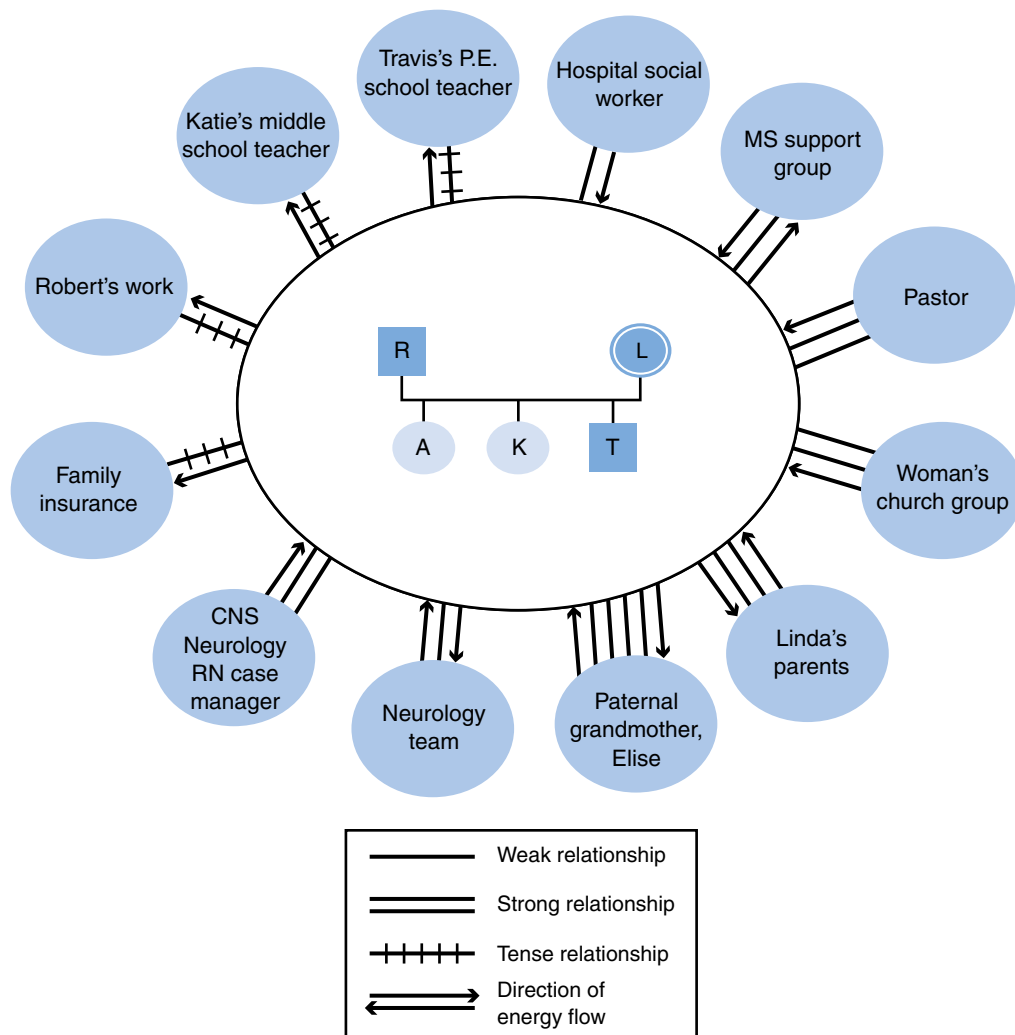 Travis’s P.E.
school teacher
Hospital social
worker
Katie’s middle
school teacher
MS support
group
Robert’s work
Pastor
R
L
A
K
T
Family
insurance
Woman’s
church group
CNS
Neurology
RN case
manager
Neurology
team
Paternal
grandmother,
Elise
Linda’s
parents
Weak relationship
Strong relationship
Tense relationship
Direction of
energy flow